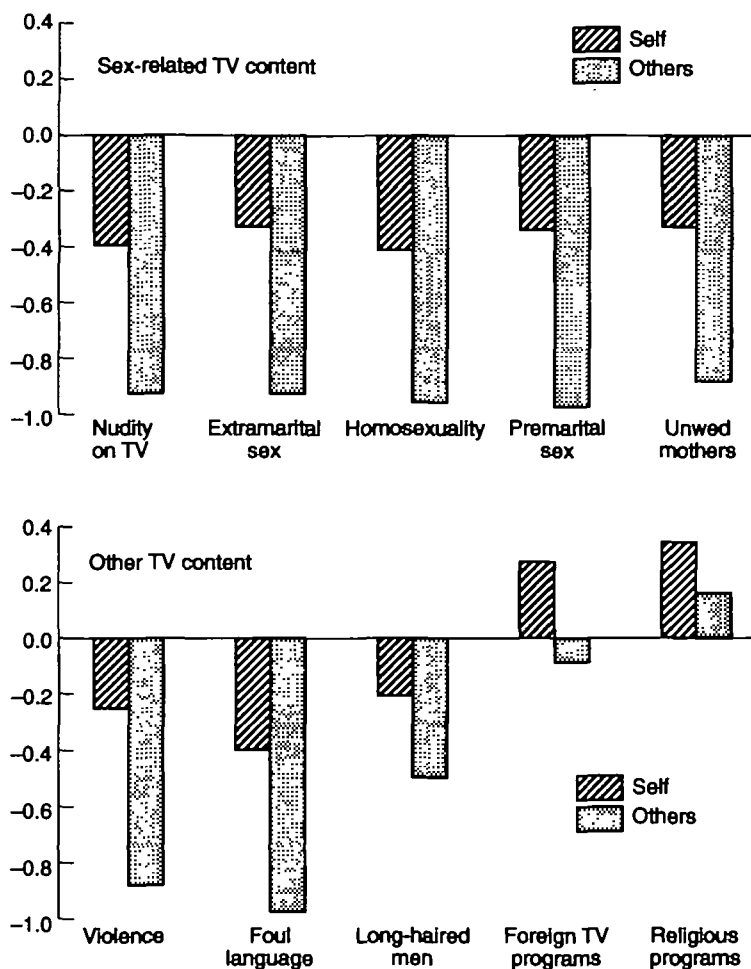 0.4
Self
Sex-related TV content
Others
0.2
0.0
−0.2
−0.4
−0.6
−0.8
−1.0
Nudity on TV
Extramarital sex
Homosexuality
Premarital sex
Unwed mothers
0.4
Other TV content
0.2
0.0
−0.2
−0.4
Self
−0.6
Others
−0.8
−1.0
Violence
Foul language
Long-haired men
Foreign TV programs
Religious programs